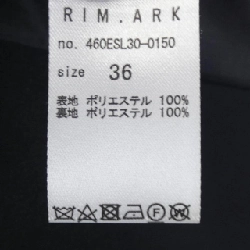 RIM.ARK
no. 460ESL30-0150
size 36
表地 ポリエステル 100%
裏地 ポリエステル 100%